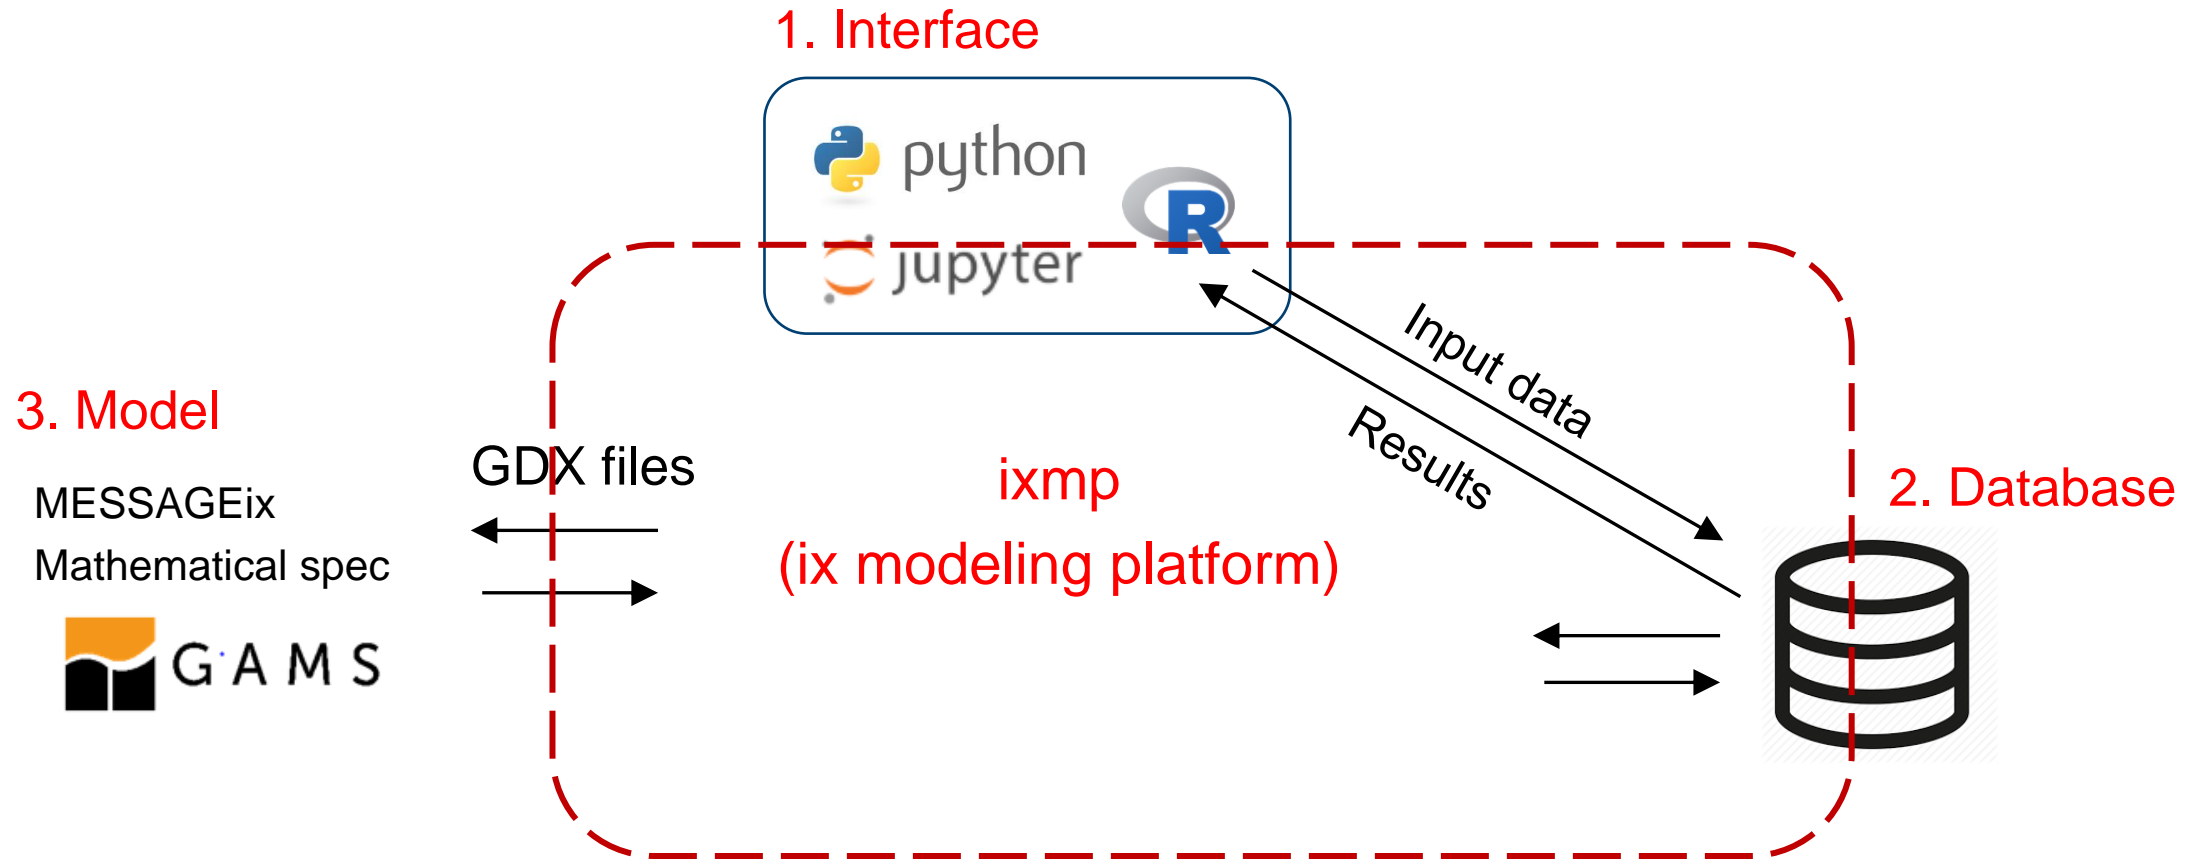 1. Interface
python
jupyter
R
Input data
Results
3. Model
GDX files
MESSAGEix
Mathematical spec
GAMS
ixmp
(ix modeling platform)
2. Database